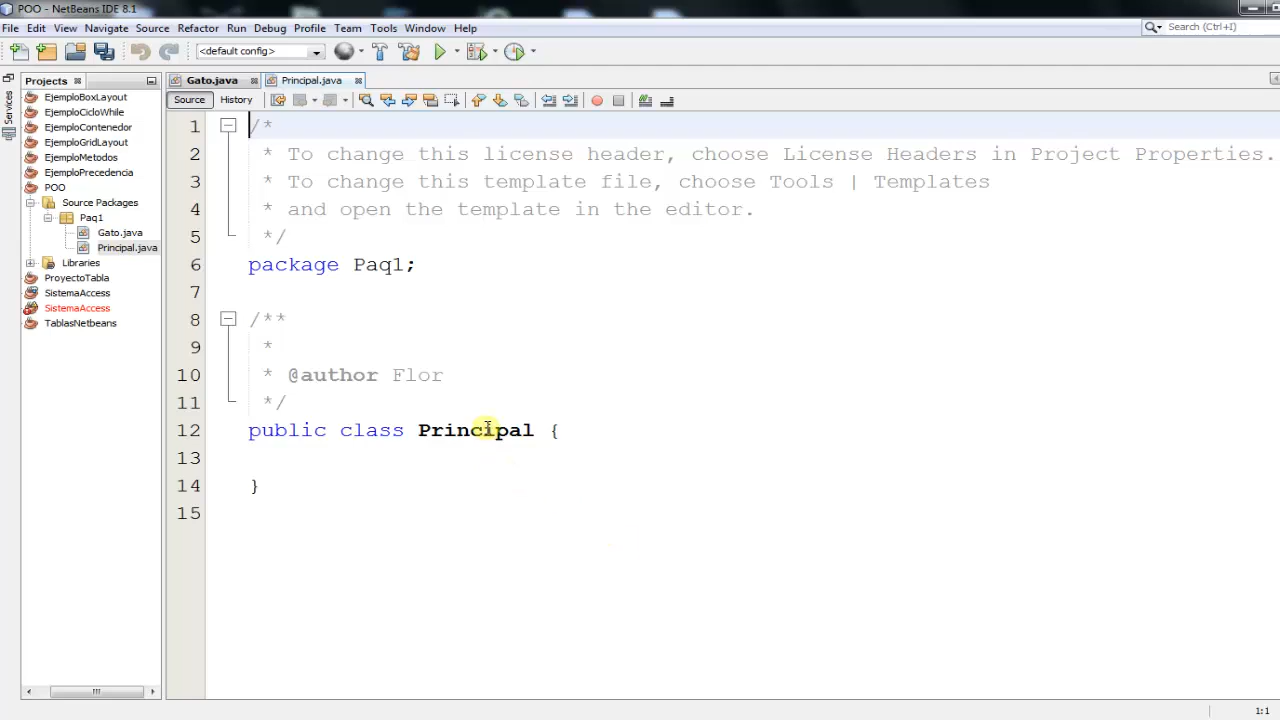 POO - NetBeans IDE 8.1
File Edit View Navigate Source Refactor Run Debug Profile Team Tools Window Help
Search (Ctrl+I)
<default config>
Projects
Gato.java
Principal.java
Services
Source
History
EjemploBoxLayout
EjemploCicloWhile
EjemploContenedor
EjemploGridLayout
EjemploMetodos
EjemploPrecedencia
POO
Source Packages
Paq1
Gato.java
Principal.java
Libraries
ProyectoTabla
SistemaAccess
SistemaAccess
TablasNetbeans
1 /*
2 * To change this license header, choose License Headers in Project Properties.
3 * To change this template file, choose Tools | Templates
4 * and open the template in the editor.
5 */
6 package Paq1;
7
8 /**
9 *
10 * @author Flor
11 */
12 public class Principal {
13
14 }
15
1:1